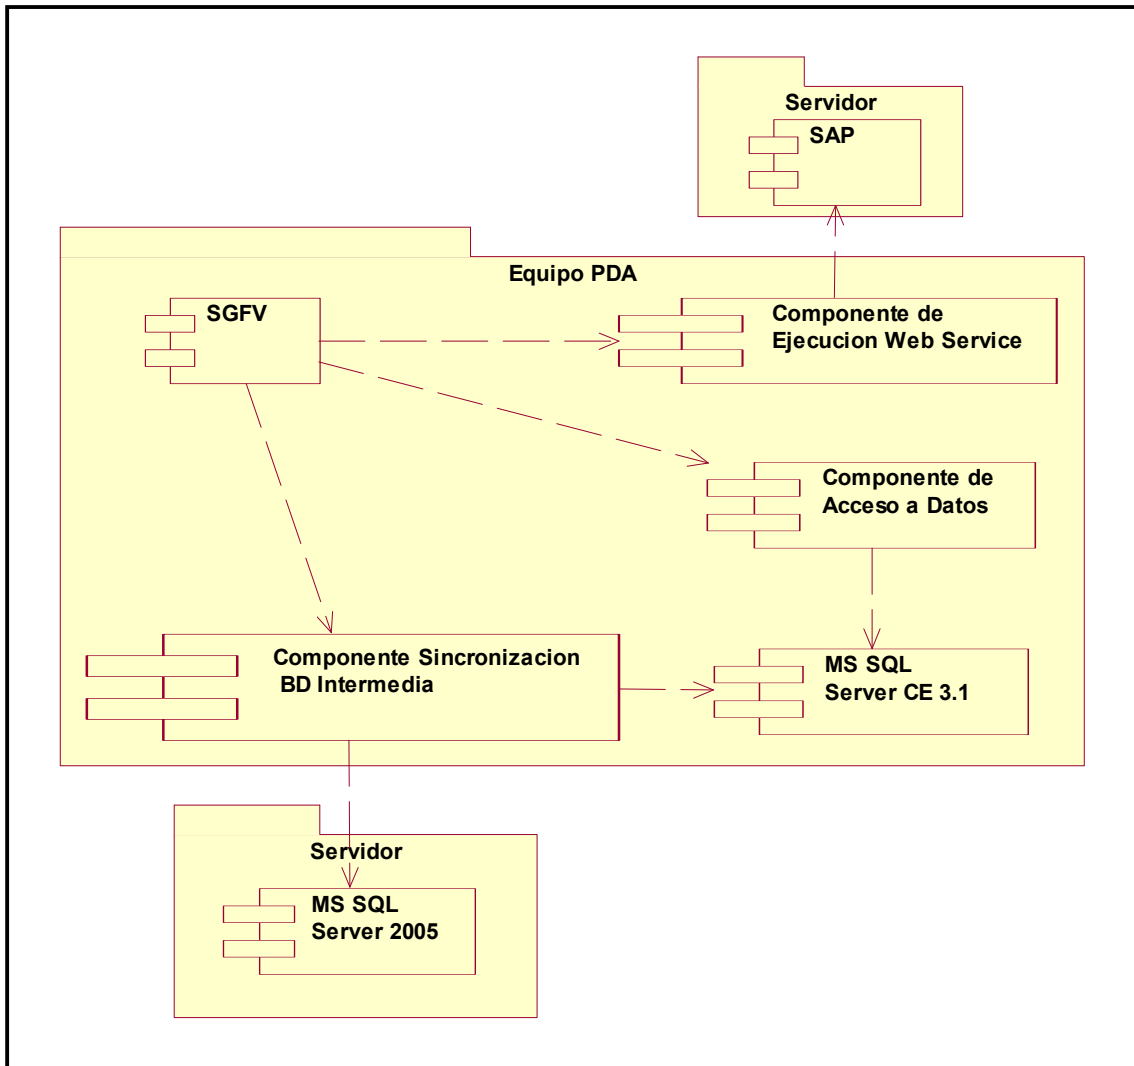 Servidor
SAP
Equipo PDA
SGFV
Componente de
Ejecucion Web Service
Componente de
Acceso a Datos
Componente Sincronizacion
BD Intermedia
MS SQL
Server CE 3.1
Servidor
MS SQL
Server 2005